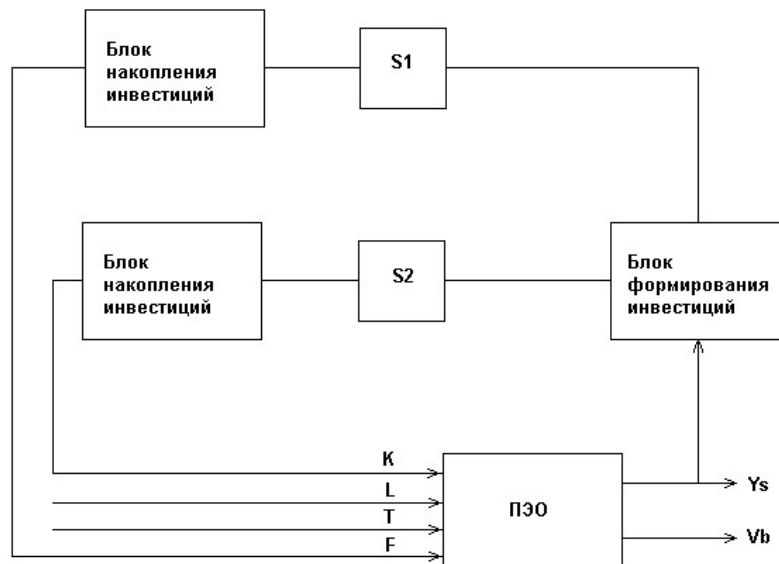 Блок
накопления
инвестиций
S1
Блок
накопления
инвестиций
S2
Блок
формирования
инвестиций
K
L
T
F
ПЭО
Ys
Vb